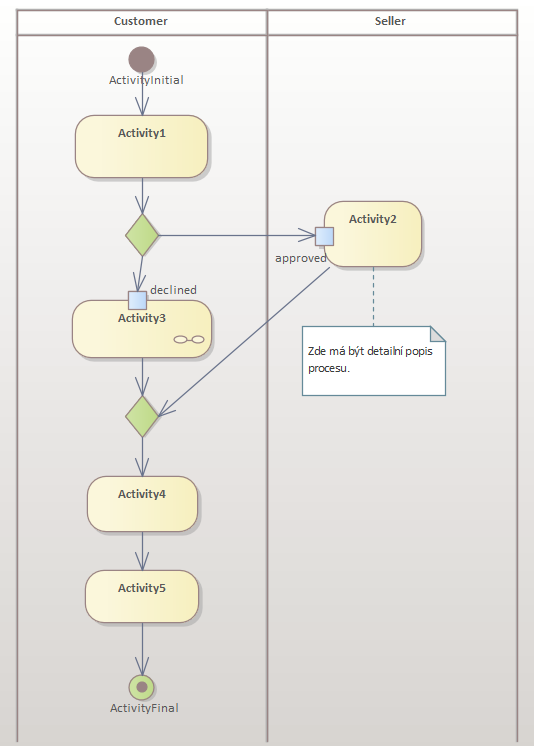 Customer
Seller
ActivityInitial
Activity1
Activity2
approved
declined
Activity3
Zde má být detailní popis
procesu.
Activity4
Activity5
ActivityFinal